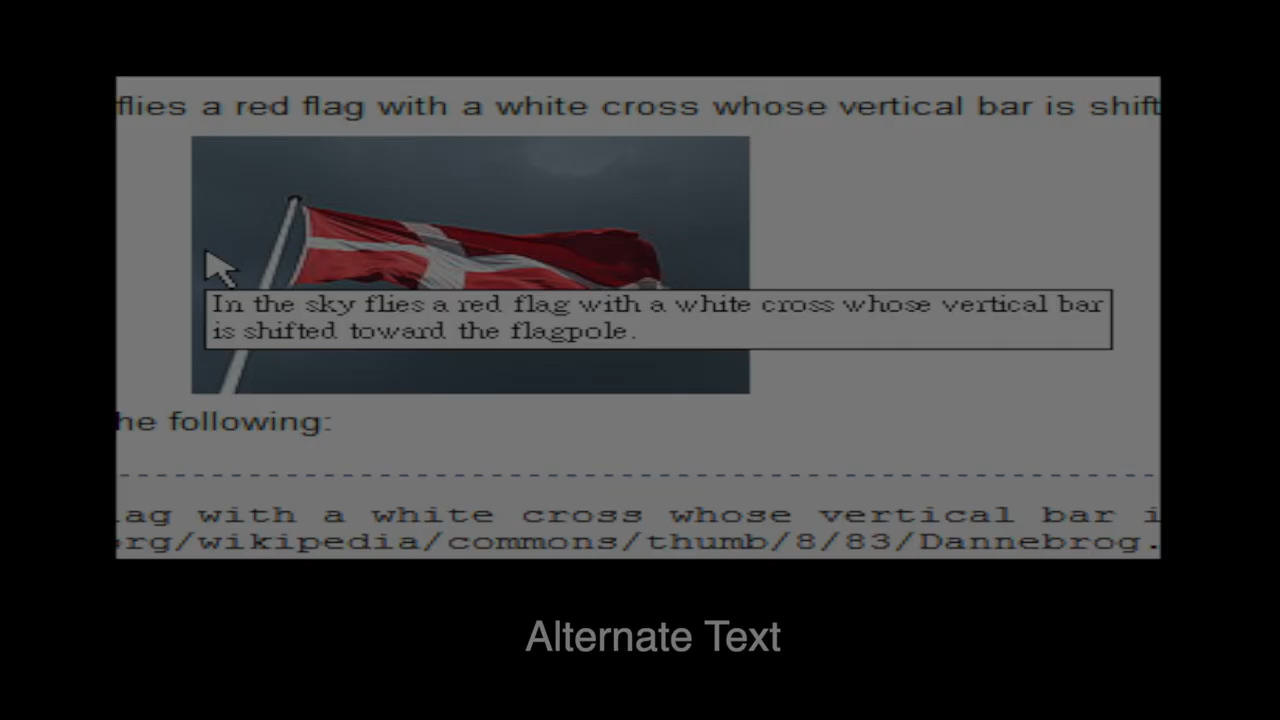 flies a red flag with a white cross whose vertical bar is shift
In the sky flies a red flag with a white cross whose vertical bar
is shifted toward the flagpole.
he following:
lag with a white cross whose vertical bar i
org/wikipedia/commons/thumb/8/83/Dannebrog.
Alternate Text